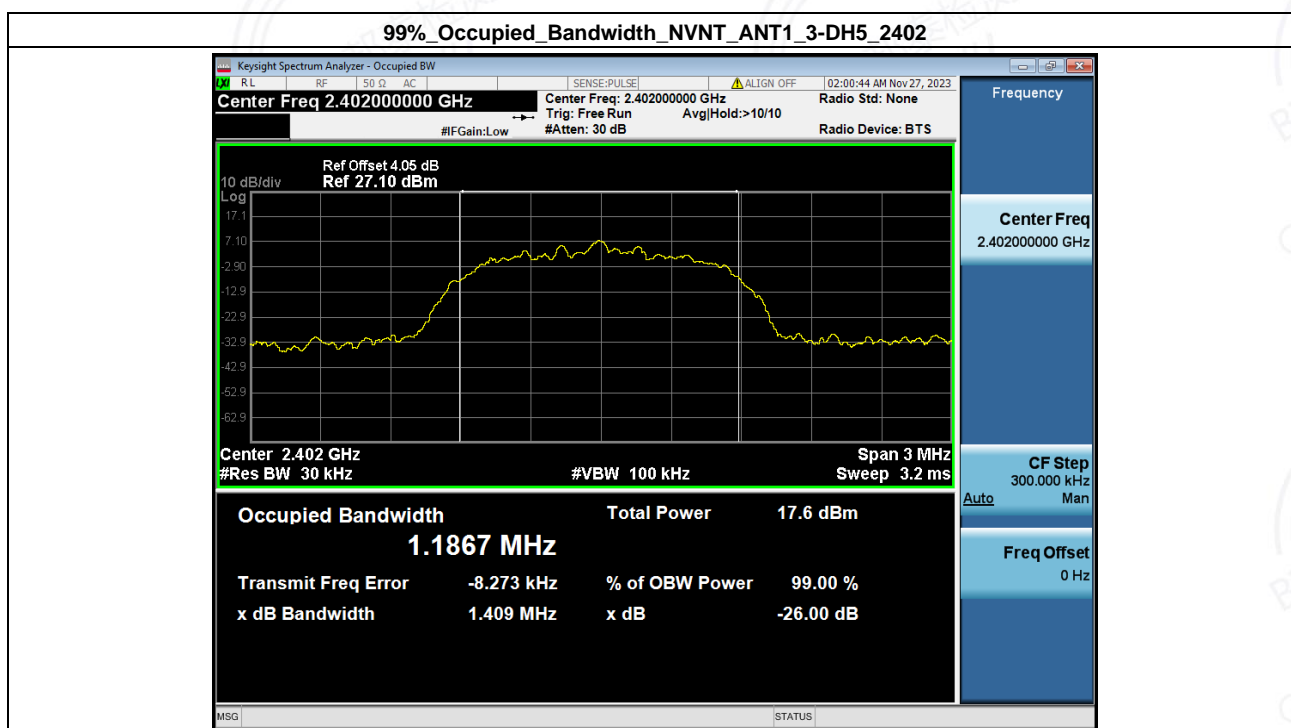 99%_Occupied_Bandwidth_NVNT_ANT1_3-DH5_2402
Keysight Spectrum Analyzer - Occupied BW
LXI RL RF 50 Ω AC SENSE:PULSE ALIGN OFF 02:00:44 AM Nov 27, 2023
Center Freq 2.402000000 GHz
Center Freq: 2.402000000 GHz Radio Std: None
Trig: Free Run Avg|Hold:>10/10
#IFGain:Low #Atten: 30 dB Radio Device: BTS
Ref Offset 4.05 dB
10 dB/div Ref 27.10 dBm
Log
17.1
7.10
-2.90
-12.9
-22.9
-32.9
-42.9
-52.9
-62.9
Center 2.402 GHz Span 3 MHz
#Res BW 30 kHz #VBW 100 kHz Sweep 3.2 ms
Occupied Bandwidth Total Power 17.6 dBm
1.1867 MHz
Transmit Freq Error -8.273 kHz % of OBW Power 99.00 %
x dB Bandwidth 1.409 MHz x dB -26.00 dB
MSG STATUS
Frequency
Center Freq
2.402000000 GHz
CF Step
300.000 kHz
Auto Man
Freq Offset
0 Hz